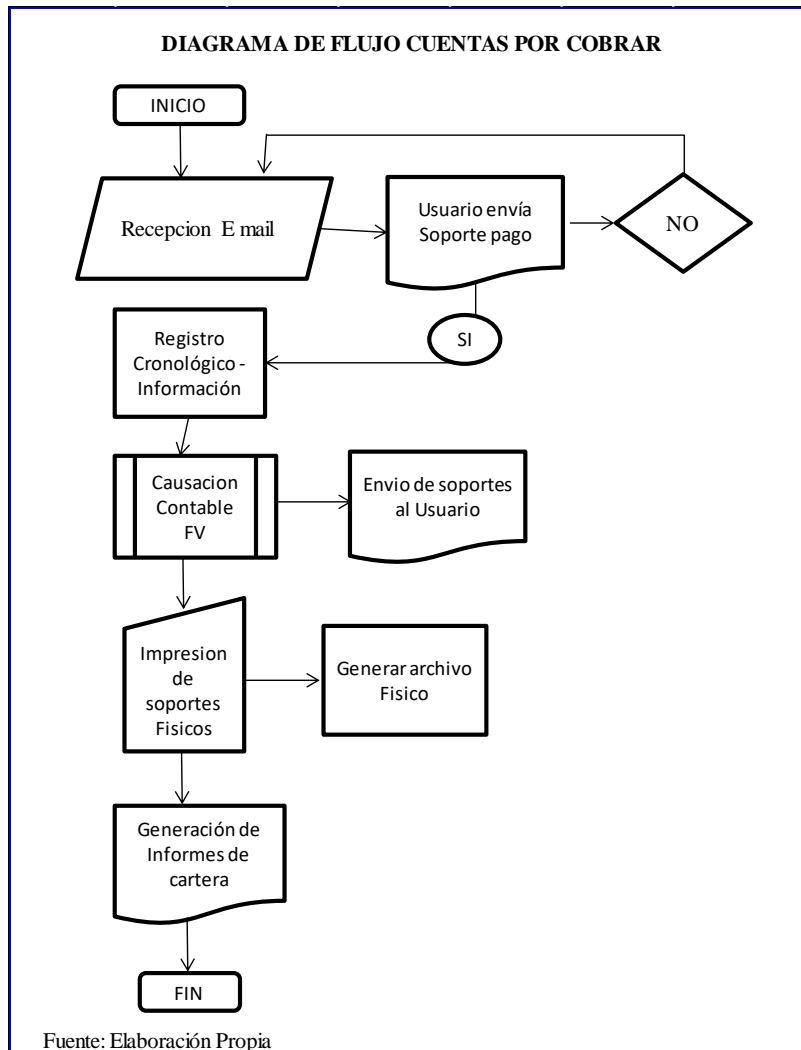 DIAGRAMA DE FLUJO CUENTAS POR COBRAR
INICIO
Recepcion E mail
Usuario envía
Soporte pago
NO
SI
Registro
Cronológico -
Información
Causacion
Contable
FV
Envio de soportes
al Usuario
Impresion
de
soportes
Fisicos
Generar archivo
Fisico
Generación de
Informes de
cartera
FIN
Fuente: Elaboración Propia